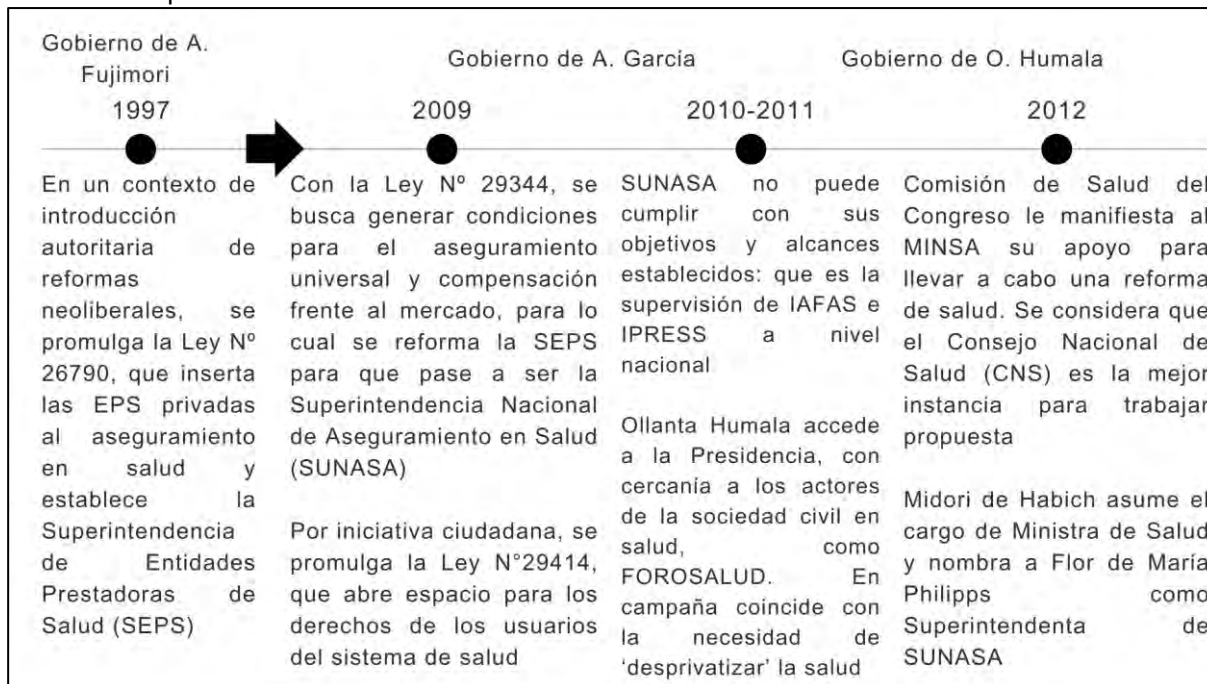 Gobierno de A.
Fujimori
1997
En un contexto de
introducción
autoritaria de
reformas
neoliberales, se
promulga la Ley Nº
26790, que inserta
las EPS privadas
al aseguramiento
en salud y
establece la
Superintendencia
de Entidades
Prestadoras de
Salud (SEPS)
Gobierno de A. García
2009
Con la Ley Nº 29344, se
busca generar condiciones
para el aseguramiento
universal y compensación
frente al mercado, para lo
cual se reforma la SEPS
para que pase a ser la
Superintendencia Nacional
de Aseguramiento en Salud
(SUNASA)
Por iniciativa ciudadana, se
promulga la Ley N°29414,
que abre espacio para los
derechos de los usuarios
del sistema de salud
2010-2011
SUNASA no puede
cumplir con sus
objetivos y alcances
establecidos: que es la
supervisión de IAFAS e
IPRESS a nivel
nacional
Ollanta Humala accede
a la Presidencia, con
cercanía a los actores
de la sociedad civil en
salud, como
FOROSALUD. En
campaña coincide con
la necesidad de
‘desprivatizar’ la salud
Gobierno de O. Humala
2012
Comisión de Salud del
Congreso le manifiesta al
MINSA su apoyo para
llevar a cabo una reforma
de salud. Se considera que
el Consejo Nacional de
Salud (CNS) es la mejor
instancia para trabajar
propuesta
Midori de Habich asume el
cargo de Ministra de Salud
y nombra a Flor de María
Philipps como
Superintendenta de
SUNASA